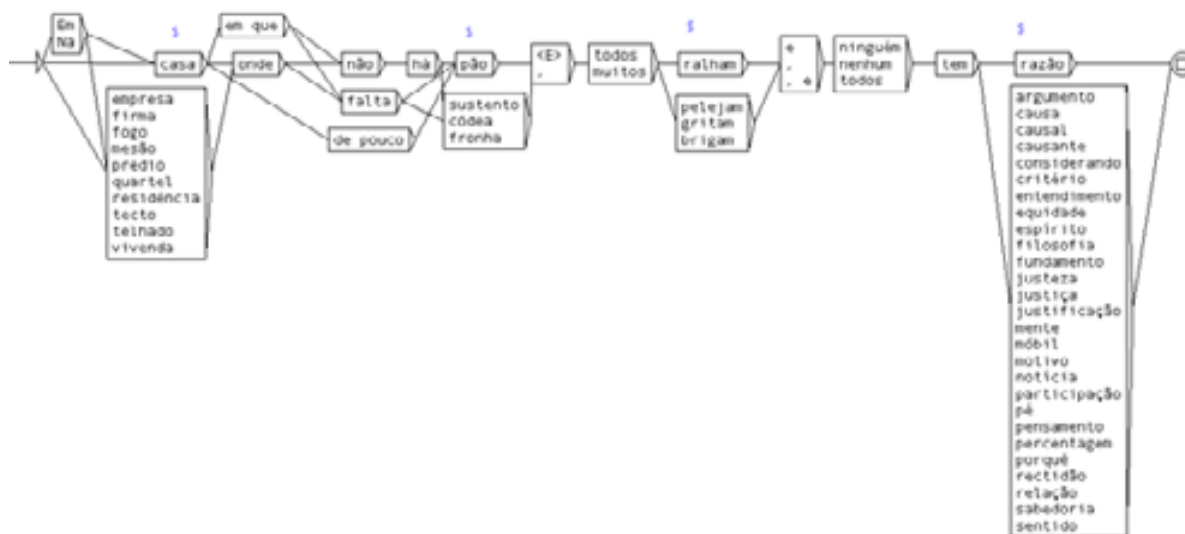 Em
Na
$
casa
empresa
firma
fogo
mesão
prédio
quartel
residência
tecto
telhado
vivenda
em que
onde
não
falta
de pouco
há
$
pão
sustento
côdea
fronha
<E>
,
todos
muitos
$
ralham
pelejam
gritam
brigam
e
,
, e
ninguém
nenhum
todos
tem
$
razão
argumento
causa
causal
causante
considerando
critério
entendimento
equidade
espírito
filosofia
fundamento
justeza
justiça
justificação
mente
móbil
motivo
notícia
participação
pé
pensamento
percentagem
porquê
rectidão
relação
sabedoria
sentido